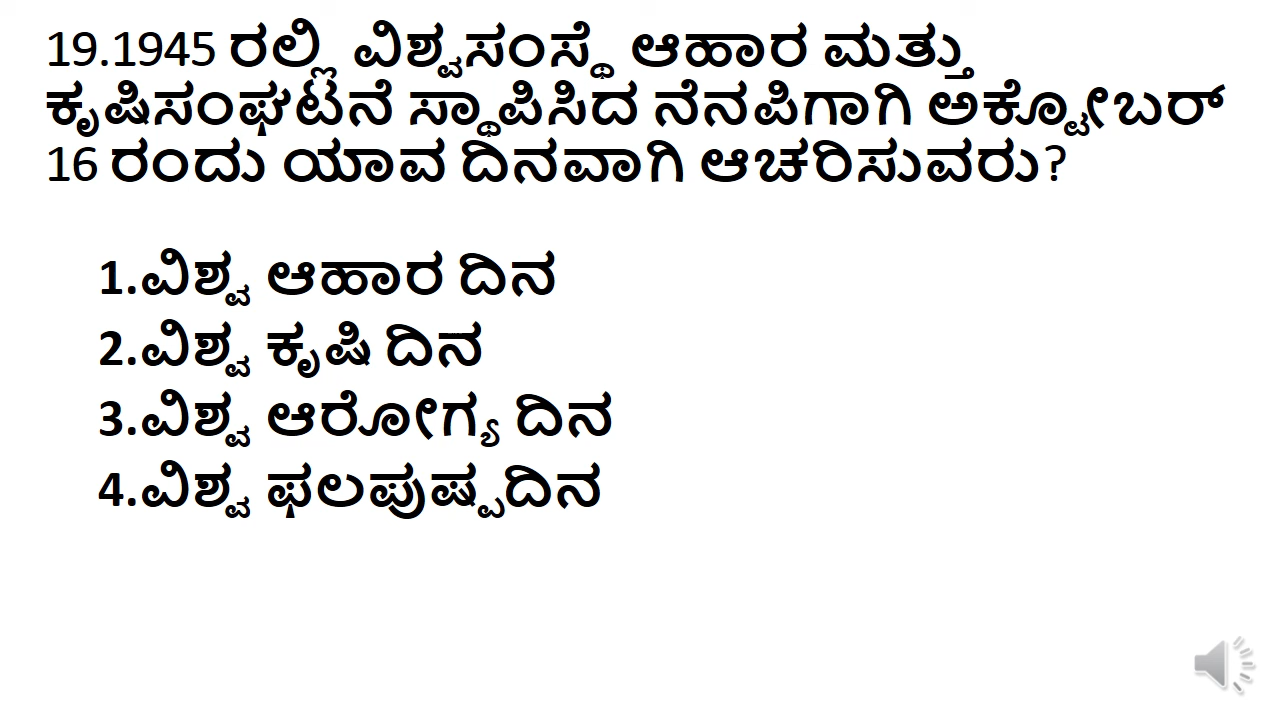 19.1945 ರಲ್ಲಿ ವಿಶ್ವಸಂಸ್ಥೆ ಆಹಾರ ಮತ್ತು
ಕೃಷಿಸಂಘಟನೆ ಸ್ಥಾಪಿಸಿದ ನೆನಪಿಗಾಗಿ ಅಕ್ಟೋಬರ್
16 ರಂದು ಯಾವ ದಿನವಾಗಿ ಆಚರಿಸುವರು?
1.ವಿಶ್ವ ಆಹಾರ ದಿನ
2.ವಿಶ್ವ ಕೃಷಿ ದಿನ
3.ವಿಶ್ವ ಆರೋಗ್ಯ ದಿನ
4.ವಿಶ್ವ ಫಲಪುಷ್ಪದಿನ